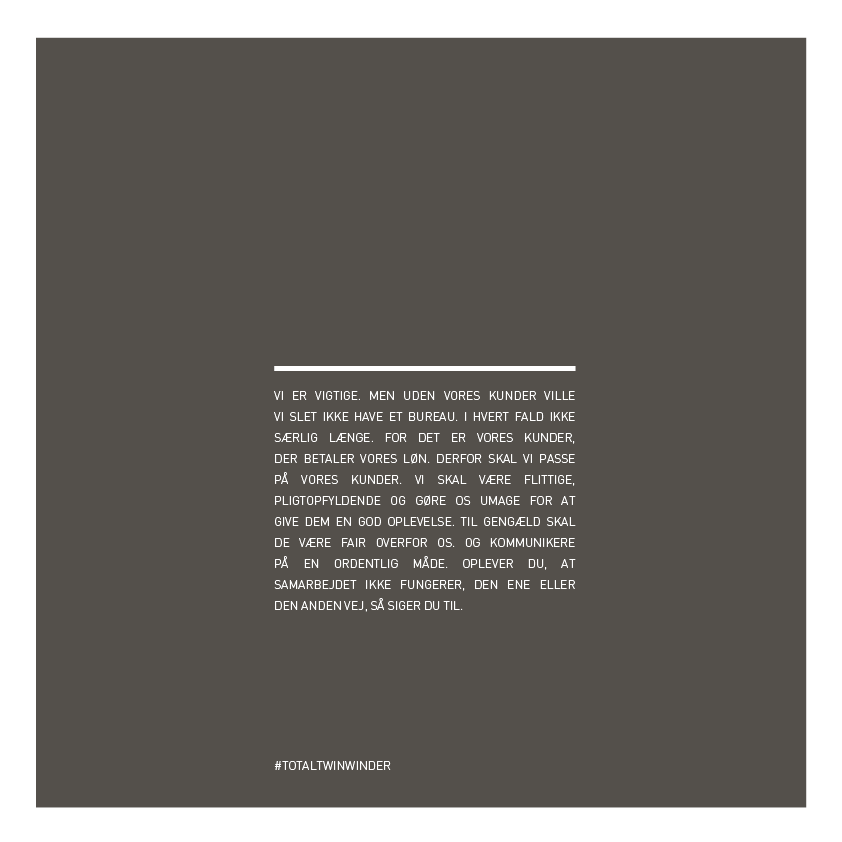 VI ER VIGTIGE. MEN UDEN VORES KUNDER VILLE
VI SLET IKKE HAVE ET BUREAU. I HVERT FALD IKKE
SÆRLIG LÆNGE. FOR DET ER VORES KUNDER,
DER BETALER VORES LØN. DERFOR SKAL VI PASSE
PÅ VORES KUNDER. VI SKAL VÆRE FLITTIGE,
PLIGTOPFYLDENDE OG GØRE OS UMAGE FOR AT
GIVE DEM EN GOD OPLEVELSE. TIL GENGÆLD SKAL
DE VÆRE FAIR OVERFOR OS. OG KOMMUNIKERE
PÅ EN ORDENTLIG MÅDE. OPLEVER DU, AT
SAMARBEJDET IKKE FUNGERER, DEN ENE ELLER
DEN ANDEN VEJ, SÅ SIGER DU TIL.
#TOTALTWINWINDER